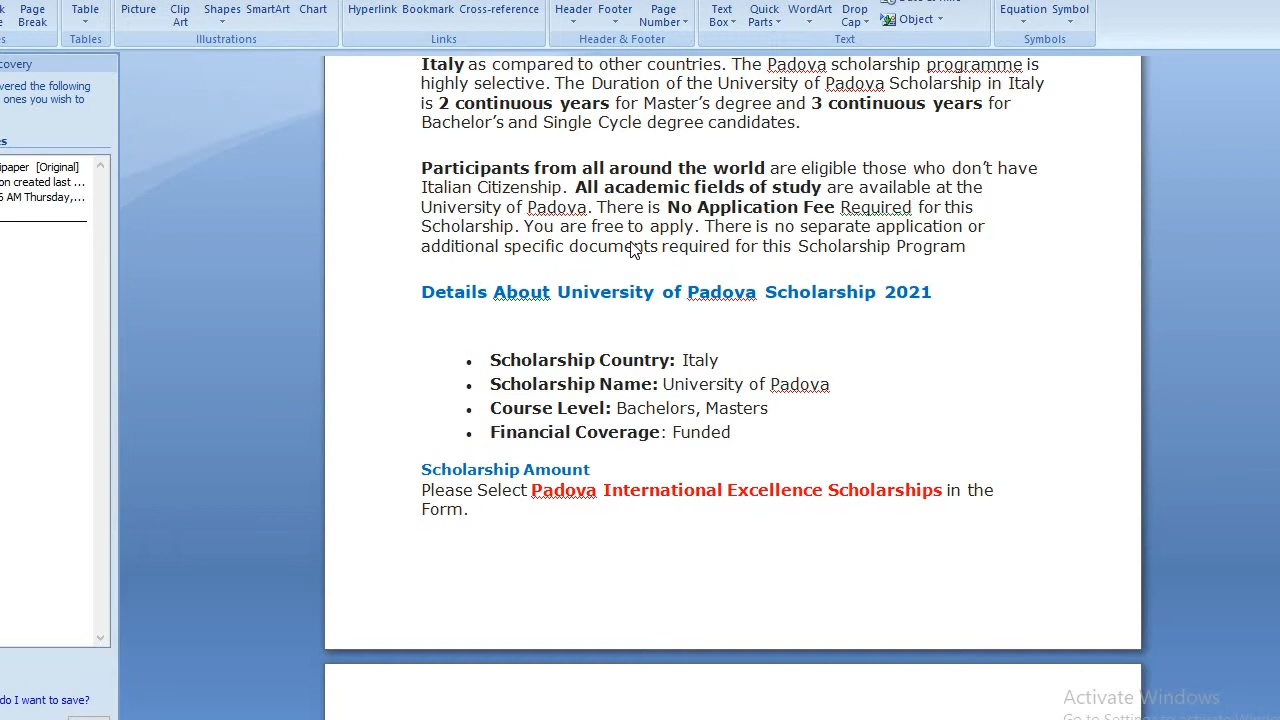 Page Break
Table
Picture
Clip Art
Shapes
SmartArt
Chart
Hyperlink
Bookmark
Cross-reference
Header
Footer
Page Number
Text Box
Quick Parts
WordArt
Drop Cap
Object
Equation
Symbol
Tables
Illustrations
Links
Header & Footer
Text
Symbols
overy
vered the following
ones you wish to
es
paper [Original]
on created last ...
5 AM Thursday,...
do I want to save?
Italy as compared to other countries. The Padova scholarship programme is
highly selective. The Duration of the University of Padova Scholarship in Italy
is 2 continuous years for Master’s degree and 3 continuous years for
Bachelor’s and Single Cycle degree candidates.
Participants from all around the world are eligible those who don’t have
Italian Citizenship. All academic fields of study are available at the
University of Padova. There is No Application Fee Required for this
Scholarship. You are free to apply. There is no separate application or
additional specific documents required for this Scholarship Program
Details About University of Padova Scholarship 2021
• Scholarship Country: Italy
• Scholarship Name: University of Padova
• Course Level: Bachelors, Masters
• Financial Coverage: Funded
Scholarship Amount
Please Select Padova International Excellence Scholarships in the
Form.
Activate Windows